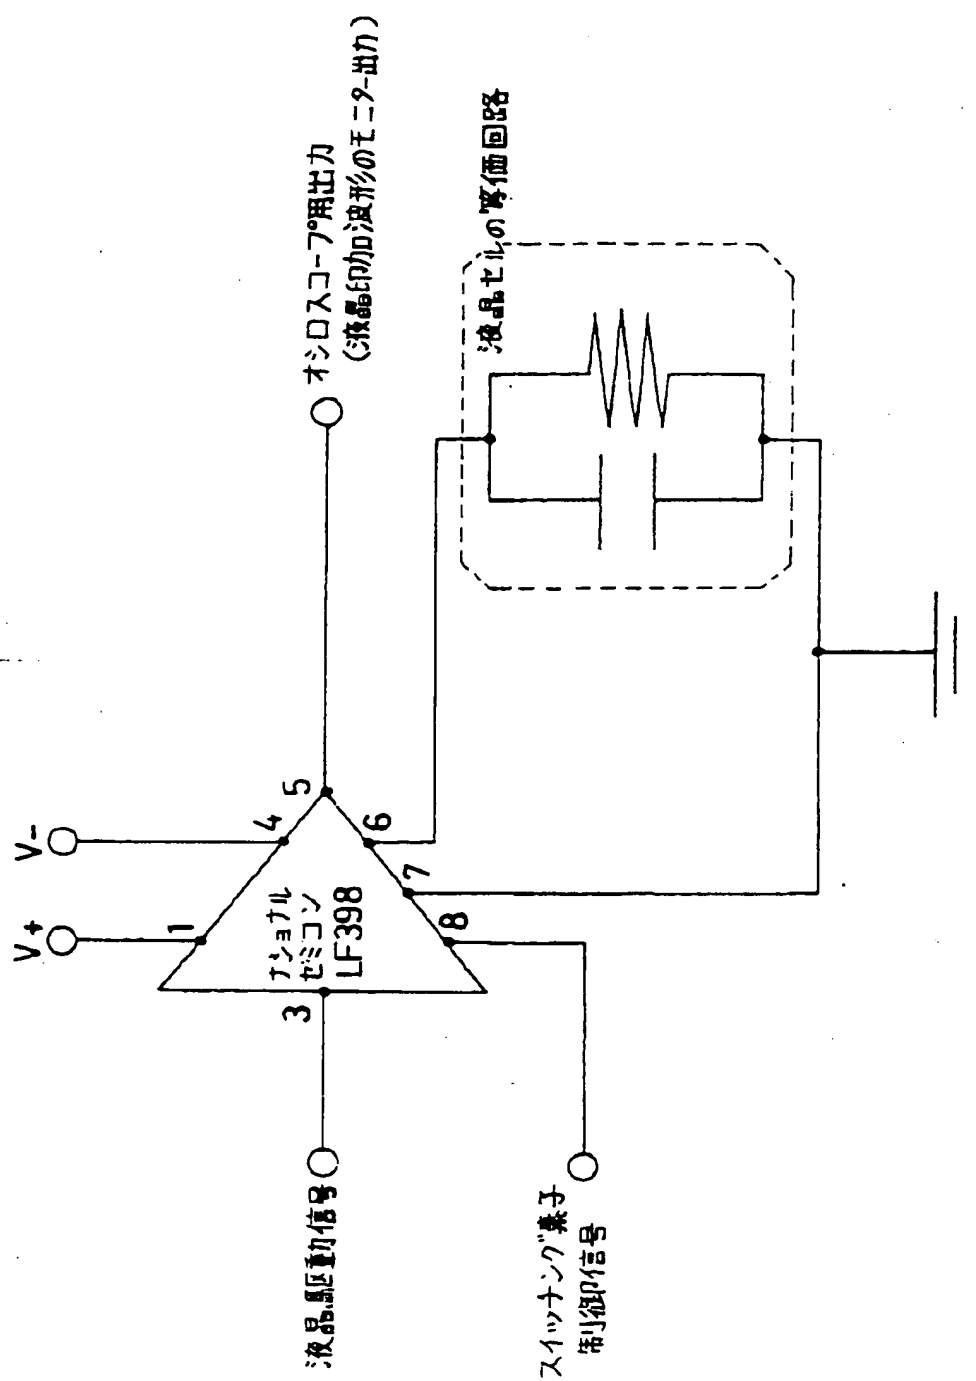 V+
V-
1
4
ナショナル
セミコン
LF398
3
5
6
7
8
オシロスコープ用出力
(液晶印加波形のモニター出力)
液晶セルの等価回路
液晶駆動信号
スイッチング素子
制御信号